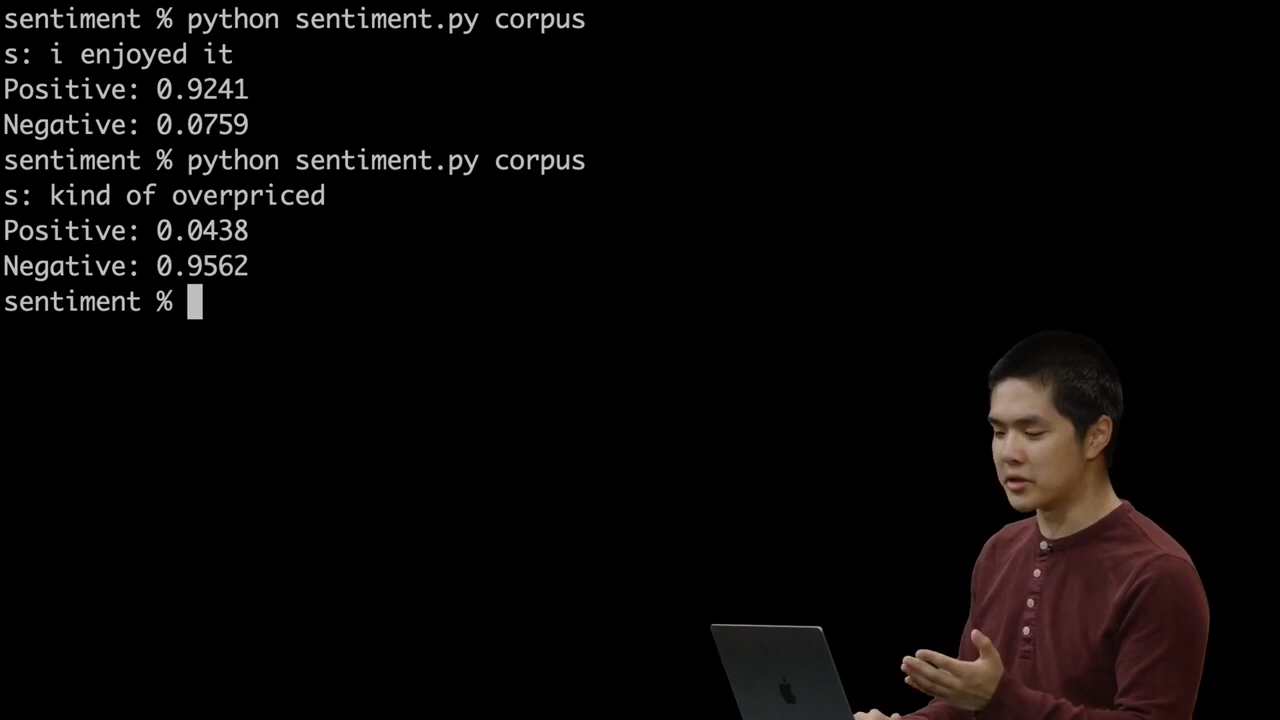 sentiment % python sentiment.py corpus
s: i enjoyed it
Positive: 0.9241
Negative: 0.0759
sentiment % python sentiment.py corpus
s: kind of overpriced
Positive: 0.0438
Negative: 0.9562
sentiment %